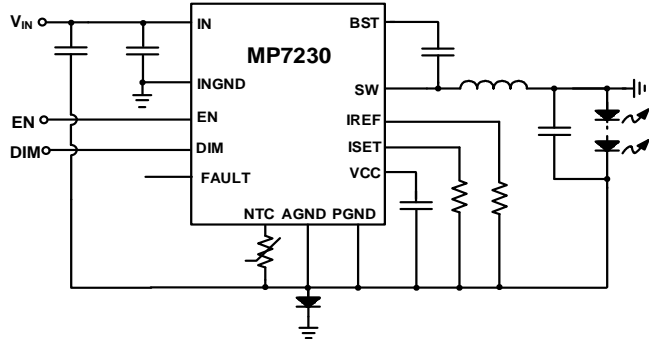 VIN
IN
BST
MP7230
INGND
SW
EN
EN
IREF
DIM
DIM
ISET
FAULT
VCC
NTC AGND PGND